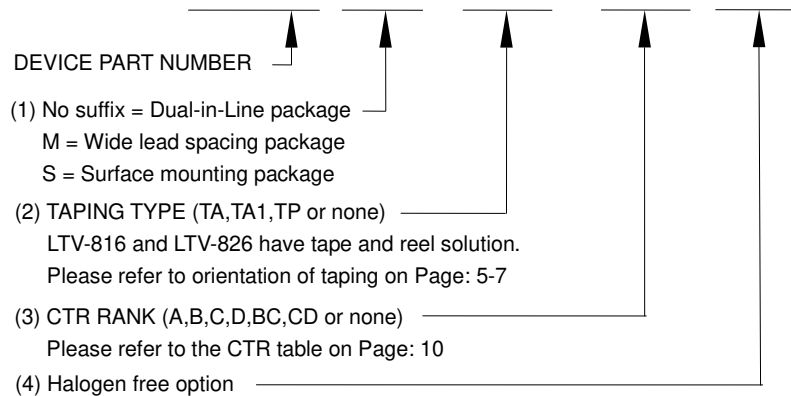 DEVICE PART NUMBER
(1) No suffix = Dual-in-Line package
M = Wide lead spacing package
S = Surface mounting package
(2) TAPING TYPE (TA,TA1,TP or none)
LTV-816 and LTV-826 have tape and reel solution.
Please refer to orientation of taping on Page: 5-7
(3) CTR RANK (A,B,C,D,BC,CD or none)
Please refer to the CTR table on Page: 10
(4) Halogen free option